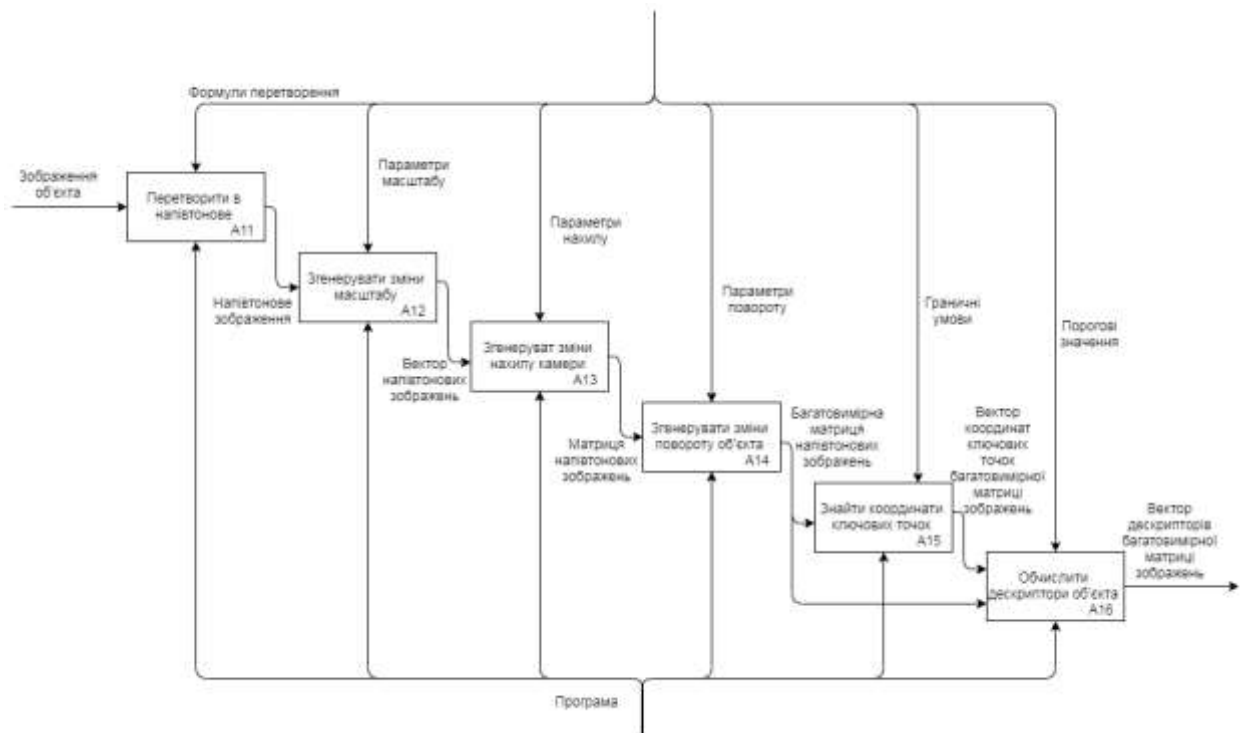 Формули перетворення
Зображення
об'єкта
Перетворити в
напівтонове
A11
Параметри
масштабу
Напівтонове
зображення
Згенерувати зміни
масштабу
A12
Параметри
нахилу
Вектор
напівтонових
зображень
Згенеруват зміни
нахилу камери
A13
Параметри
повороту
Матриця
напівтонових
зображень
Згенерувати зміни
повороту об'єкта
A14
Багатовимірна
матриця
напівтонових
зображень
Граничні
умови
Знайти координати
ключових точок
A15
Вектор
координат
ключових
точок
багатовимірної
матриці
зображень
Порогові
значення
Обчислити
дескриптори об'єкта
A16
Вектор
дескрипторів
багатовимірної
матриці
зображень
Програма